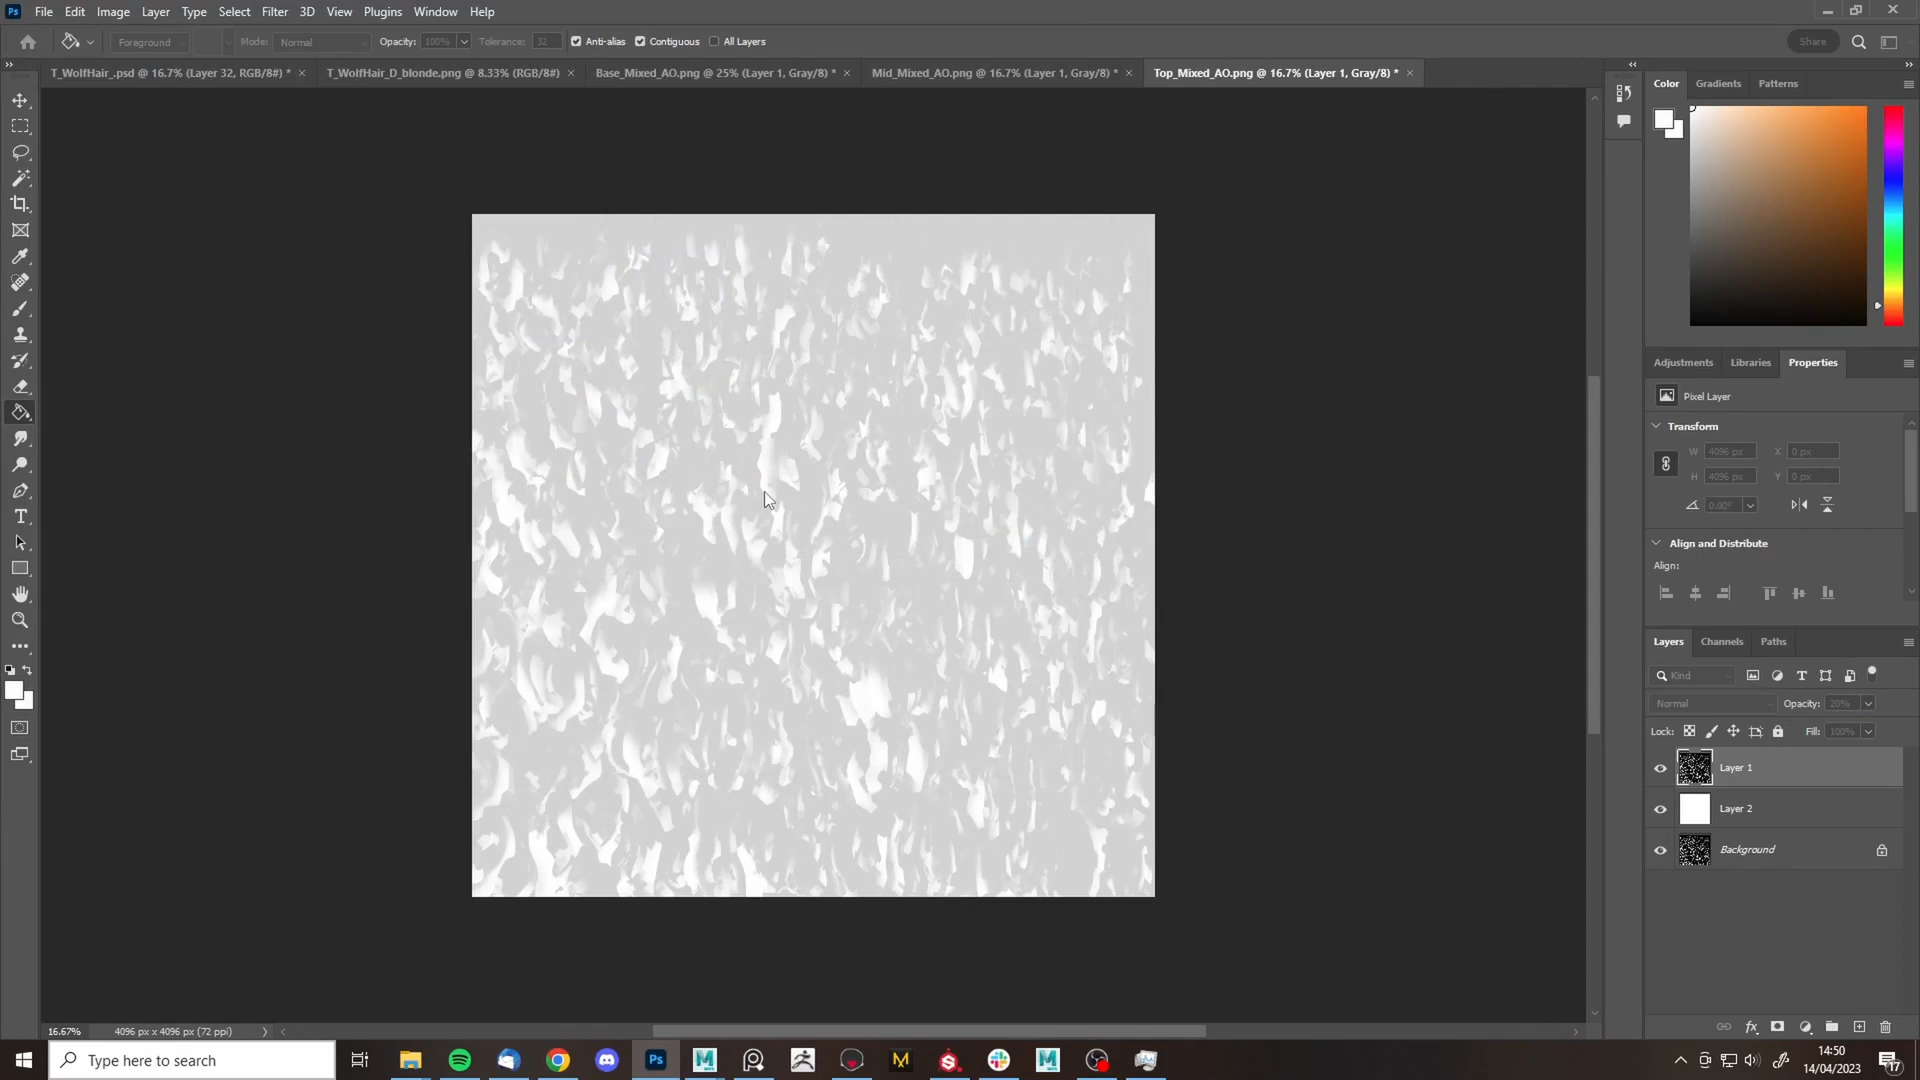 Ps File Edit Image Layer Type Select Filter 3D View Plugins Window Help
Foreground Mode: Normal Opacity: 100% Tolerance: 32 Anti-alias Contiguous All Layers Share
T_WolfHair_.psd @ 16.7% (Layer 32, RGB/8#) * T_WolfHair_D_blonde.png @ 8.33% (RGB/8#) Base_Mixed_AO.png @ 25% (Layer 1, Gray/8) * Mid_Mixed_AO.png @ 16.7% (Layer 1, Gray/8) * Top_Mixed_AO.png @ 16.7% (Layer 1, Gray/8) *
Color Gradients Patterns
Adjustments Libraries Properties
Pixel Layer
Transform
W 4096 px X 0 px
H 4096 px Y 0 px
0.00°
Align and Distribute
Align:
Layers Channels Paths
Kind
Normal Opacity: 20%
Lock: Fill: 100%
Layer 1
Layer 2
Background
16.67% 4096 px x 4096 px (72 ppi)
Type here to search
Ps
14:50
14/04/2023
17